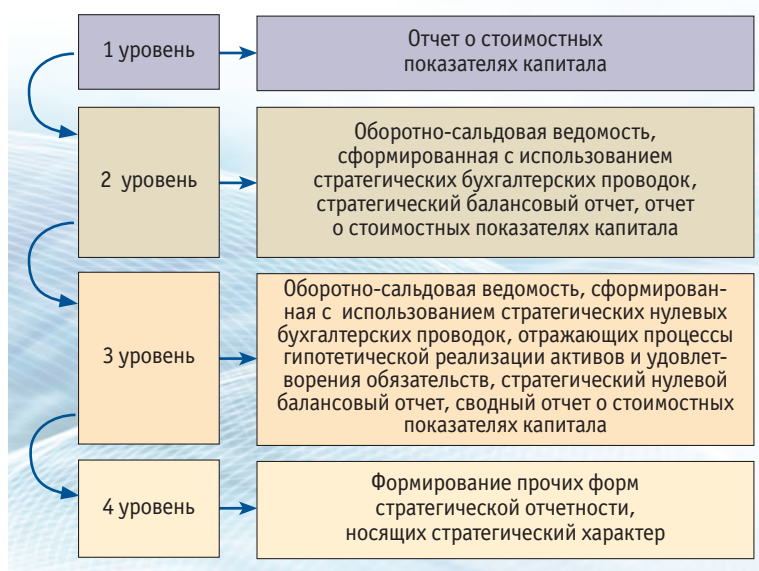 1 уровень
Отчет о стоимостных
показателях капитала
2 уровень
Оборотно-сальдовая ведомость,
сформированная с использованием
стратегических бухгалтерских проводок,
стратегический балансовый отчет, отчет
о стоимостных показателях капитала
3 уровень
Оборотно-сальдовая ведомость, сформирован-
ная с использованием стратегических нулевых
бухгалтерских проводок, отражающих процессы
гипотетической реализации активов и удовлет-
ворения обязательств, стратегический нулевой
балансовый отчет, сводный отчет о стоимостных
показателях капитала
4 уровень
Формирование прочих форм
стратегической отчетности,
носящих стратегический характер